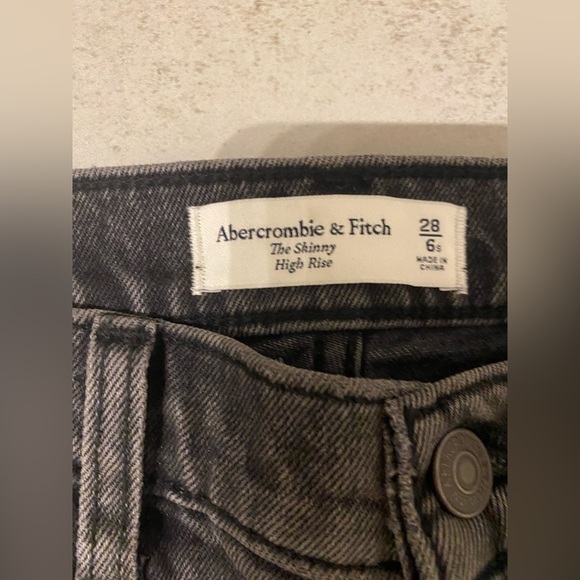 Abercrombie & Fitch
The Skinny
High Rise
28
6s
MADE IN
CHINA